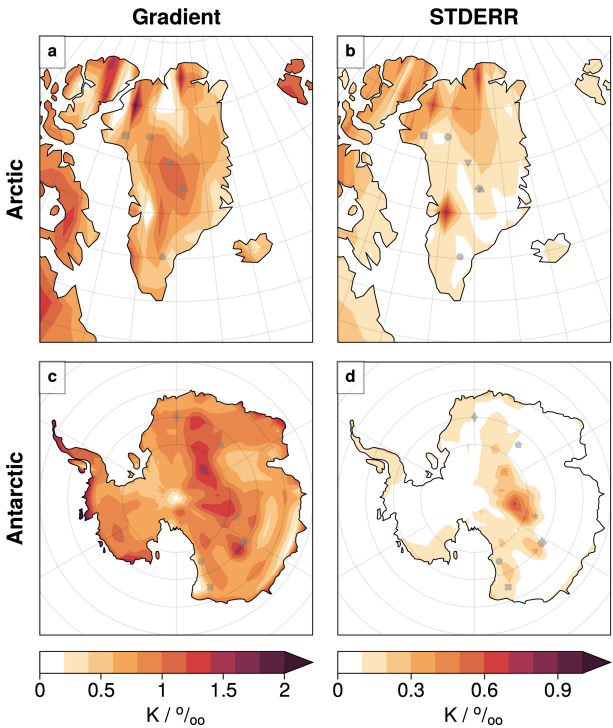 Gradient STDERR
a b
Arctic
c d
Antarctic
0 0.5 1 1.5 2 0 0.3 0.6 0.9
K / ‰ K / ‰